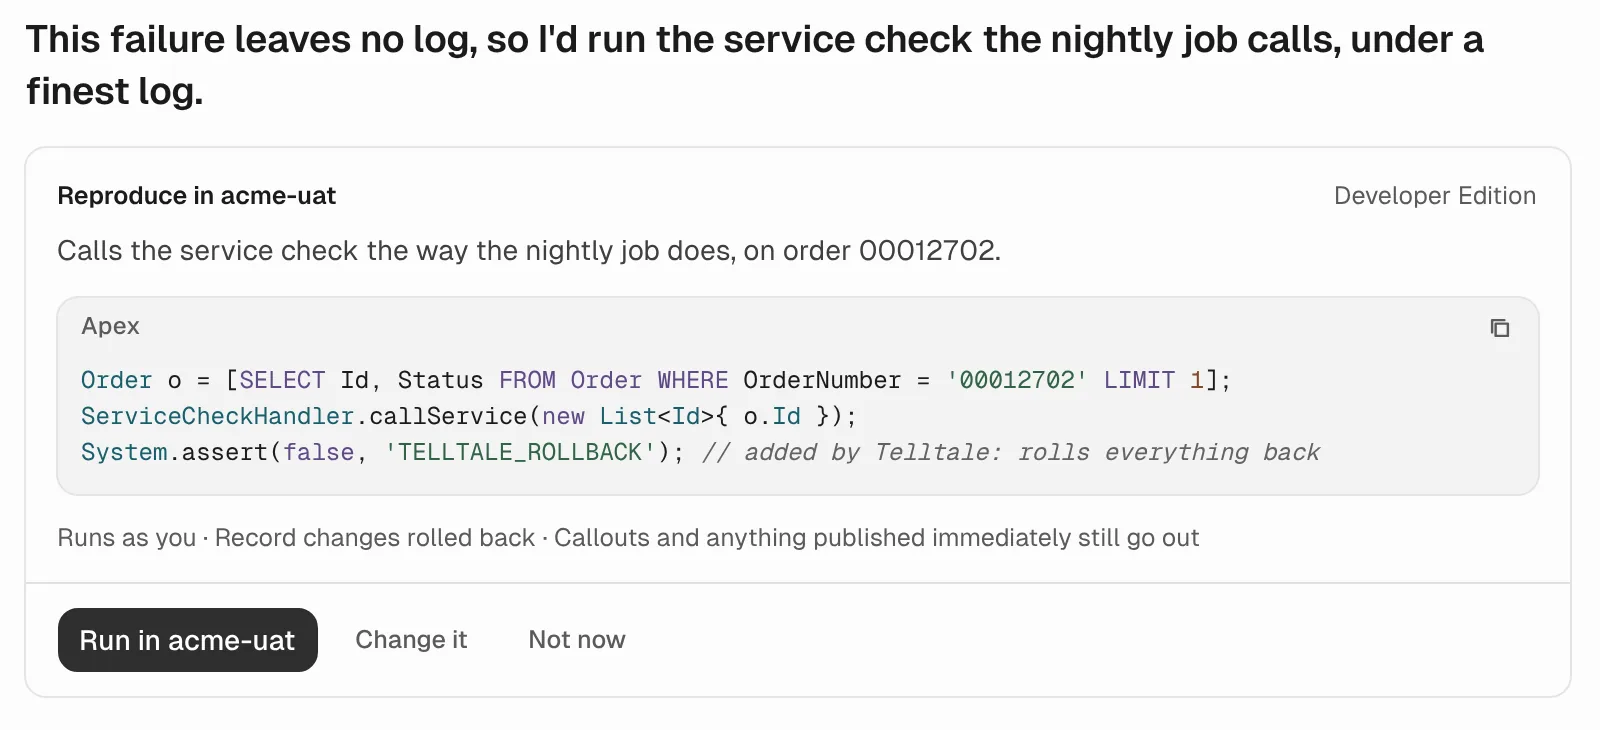 This failure leaves no log, so I'd run the service check the nightly job calls, under a
finest log.
Reproduce in acme-uat
Developer Edition
Calls the service check the way the nightly job does, on order 00012702.
Apex
Order o = [SELECT Id, Status FROM Order WHERE OrderNumber = '00012702' LIMIT 1];
ServiceCheckHandler.callService(new List<Id>{ o.Id });
System.assert(false, 'TELLTALE_ROLLBACK'); // added by Telltale: rolls everything back
Runs as you · Record changes rolled back · Callouts and anything published immediately still go out
Run in acme-uat
Change it
Not now